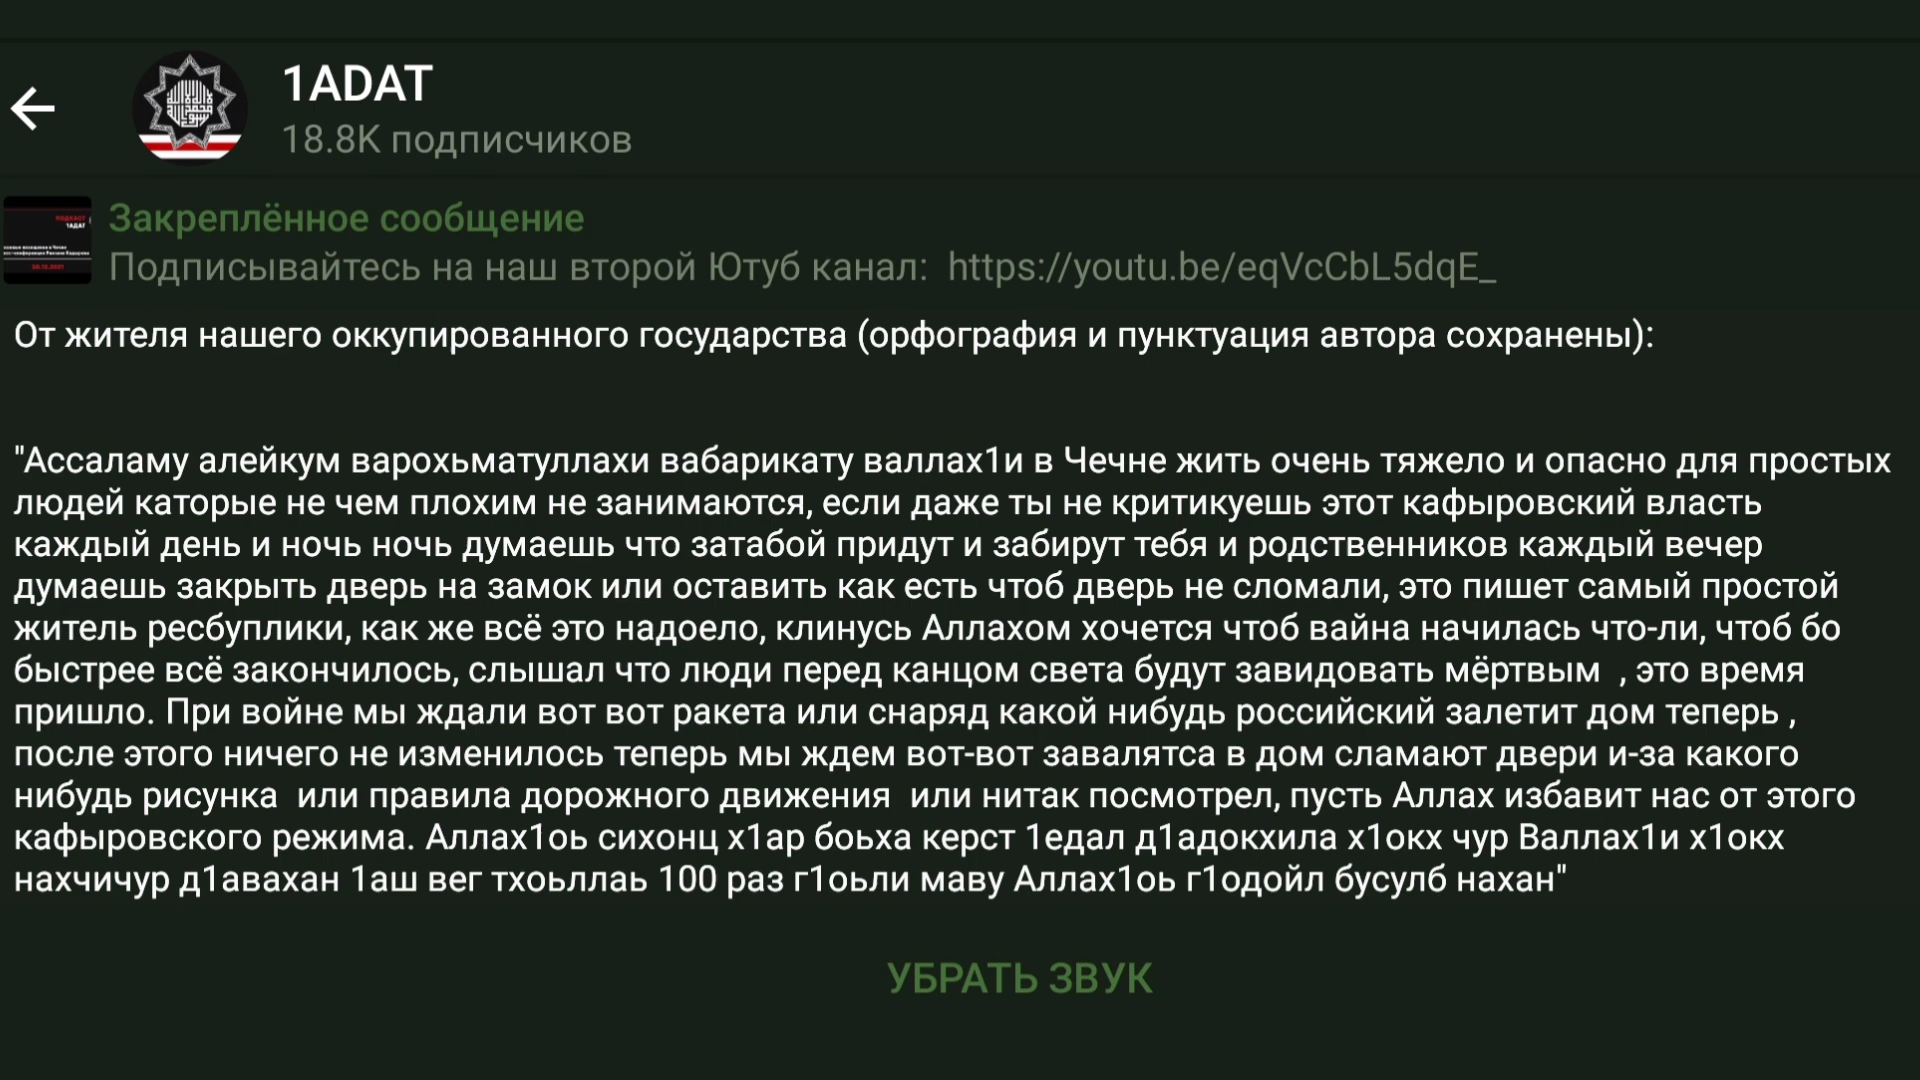 1ADAT
18.8K подписчиков
ПОДКАСТ
1АДАТ
Закреплённое сообщение
Подписывайтесь на наш второй Ютуб канал: https://youtu.be/eqVcCbL5dqE_
От жителя нашего оккупированного государства (орфография и пунктуация автора сохранены):
"Ассаламу алейкум варохьматуллахи вабарикату валлах1и в Чечне жить очень тяжело и опасно для простых
людей каторые не чем плохим не занимаются, если даже ты не критикуешь этот кафыровский власть
каждый день и ночь ночь думаешь что затабой придут и забирут тебя и родственников каждый вечер
думаешь закрыть дверь на замок или оставить как есть чтоб дверь не сломали, это пишет самый простой
житель ресбуплики, как же всё это надоело, клинусь Аллахом хочется чтоб вайна начилась что-ли, чтоб бо
быстрее всё закончилось, слышал что люди перед канцом света будут завидовать мёртвым , это время
пришло. При войне мы ждали вот вот ракета или снаряд какой нибудь российский залетит дом теперь ,
после этого ничего не изменилось теперь мы ждем вот-вот завалятса в дом сламают двери и-за какого
нибудь рисунка или правила дорожного движения или нитак посмотрел, пусть Аллах избавит нас от этого
кафыровского режима. Аллах1оь сихонц х1ар боьха керст 1едал д1адокхила х1окх чур Валлах1и х1окх
нахчичур д1авахан 1аш вег тхоьллаь 100 раз г1оьли маву Аллах1оь г1одойл бусулб нахан"
УБРАТЬ ЗВУК